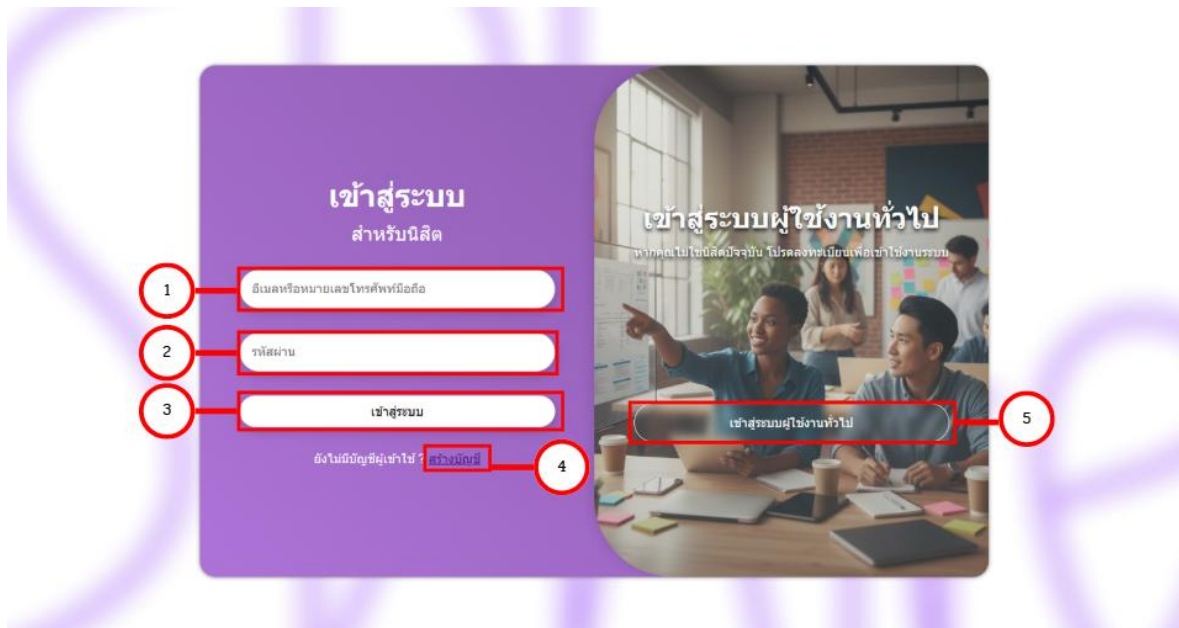 เข้าสู่ระบบ
สำหรับนิสิต
1
อีเมลหรือหมายเลขโทรศัพท์มือถือ
2
รหัสผ่าน
3
เข้าสู่ระบบ
ยังไม่มีบัญชีผู้เข้าใช้ ? สร้างบัญชี
4
เข้าสู่ระบบผู้ใช้งานทั่วไป
หากคุณไม่ใช่นิสิตปัจจุบัน โปรดลงทะเบียนเพื่อเข้าใช้งานระบบ
เข้าสู่ระบบผู้ใช้งานทั่วไป
5